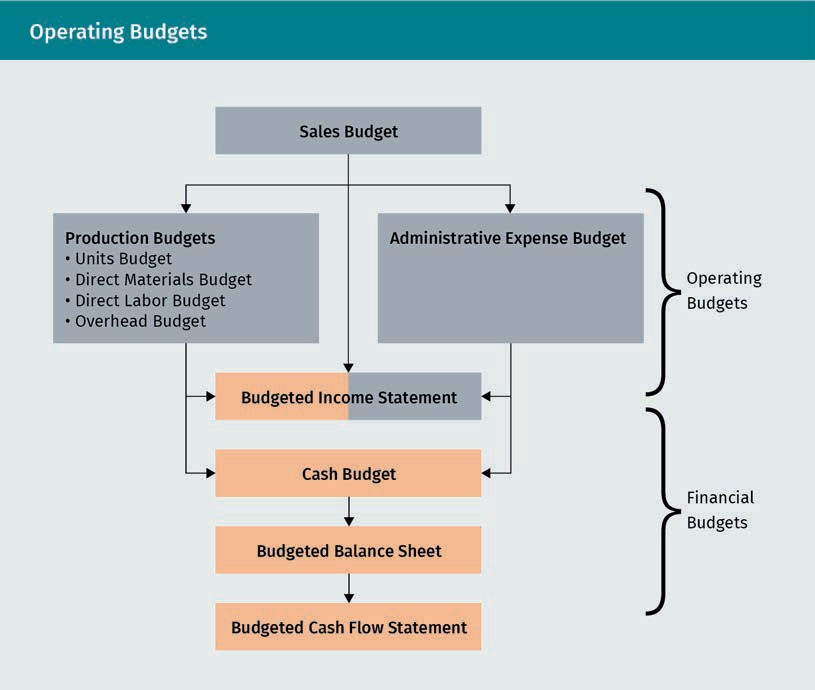 Operating Budgets
Sales Budget
Production Budgets
• Units Budget
• Direct Materials Budget
• Direct Labor Budget
• Overhead Budget
Administrative Expense Budget
Operating
Budgets
Budgeted Income Statement
Cash Budget
Financial
Budgets
Budgeted Balance Sheet
Budgeted Cash Flow Statement